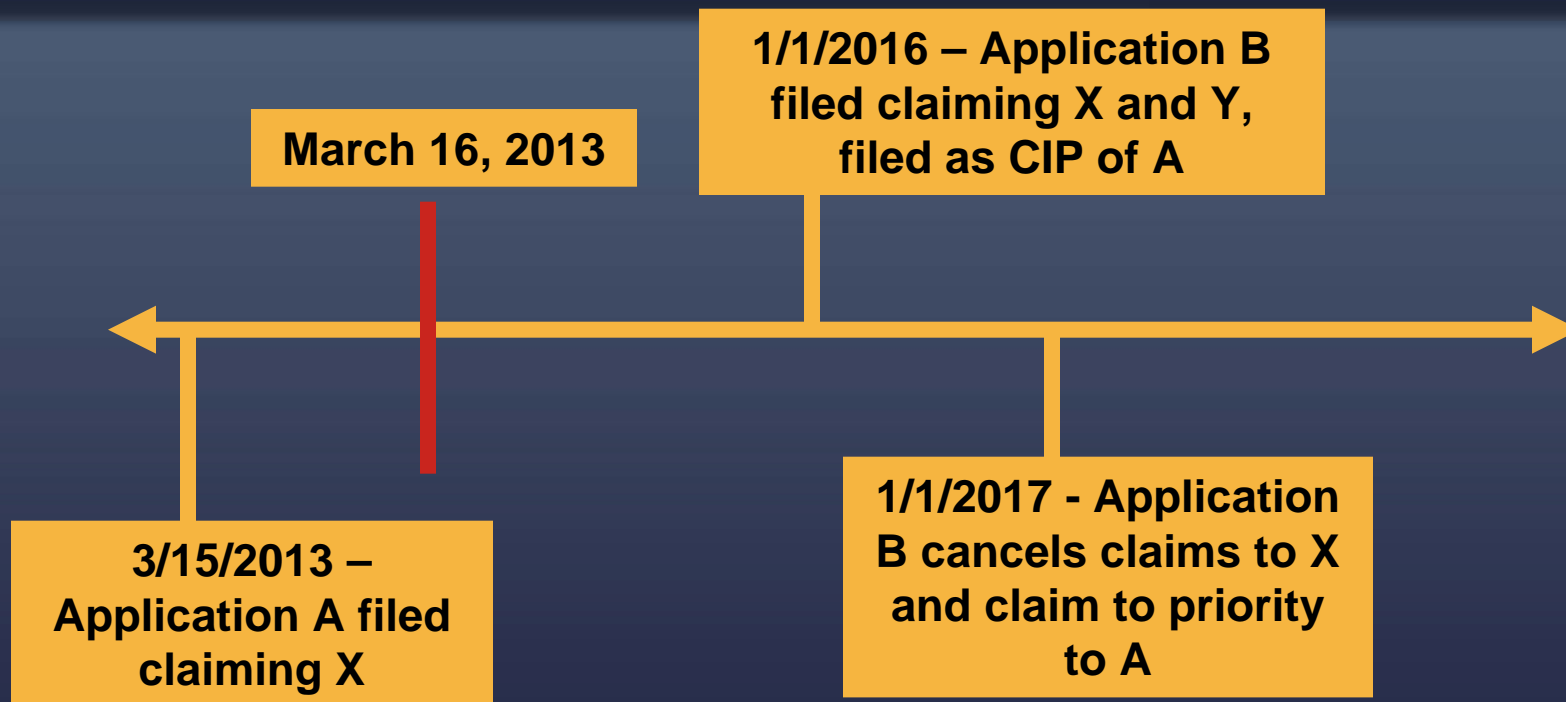 March 16, 2013
1/1/2016 – Application B
filed claiming X and Y,
filed as CIP of A
3/15/2013 –
Application A filed
claiming X
1/1/2017 - Application
B cancels claims to X
and claim to priority
to A